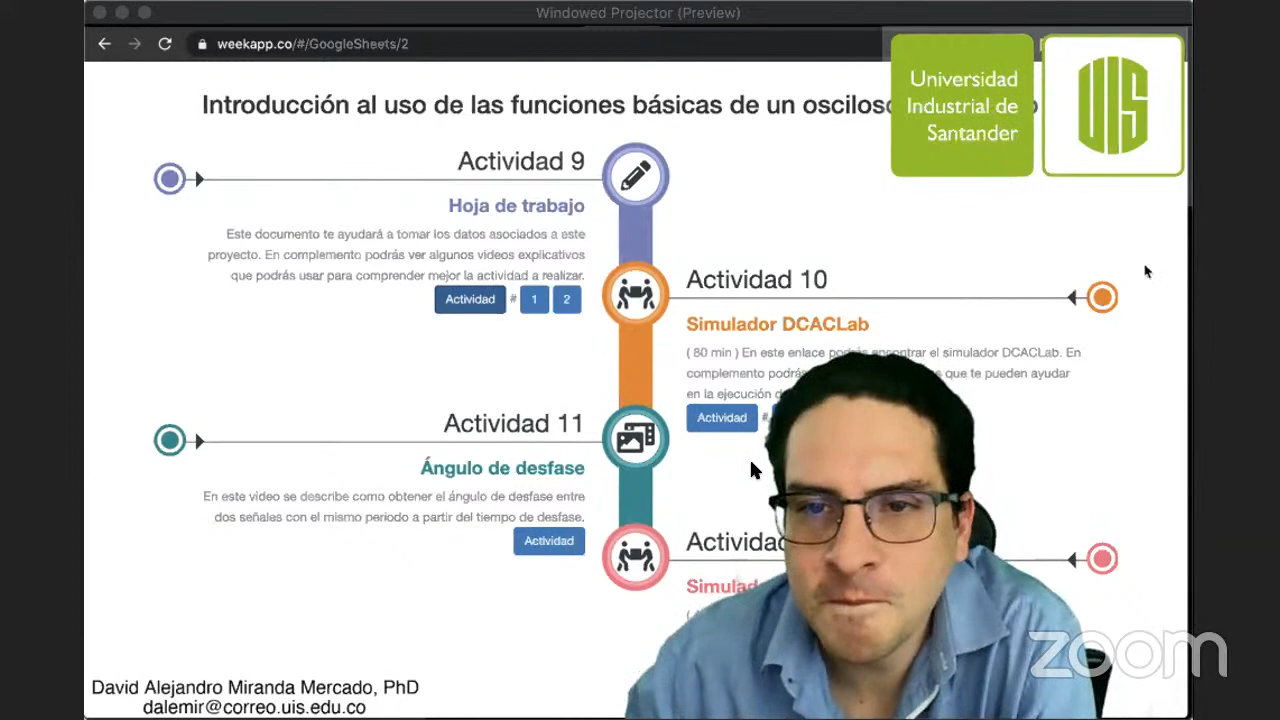 Windowed Projector (Preview)
weekapp.co/#/GoogleSheets/2
Universidad
Industrial de
Santander
UIS
Introducción al uso de las funciones básicas de un
Actividad 9
Hoja de trabajo
Este documento te ayudará a tomar los datos asociados a este
proyecto. En complemento podrás ver algunos videos explicativos
que podrás usar para comprender mejor la actividad a realizar.
Actividad # 1 2
Actividad 10
Simulador DCACLab
( 80 min ) En este enlace podrás encontrar el simulador DCACLab. En
complemento que te pueden ayudar
en la ejecución
Actividad #
Actividad 11
Ángulo de desfase
En este video se describe como obtener el ángulo de desfase entre
dos señales con el mismo periodo a partir del tiempo de desfase.
Actividad
David Alejandro Miranda Mercado, PhD
dalemir@correo.uis.edu.co
zoom